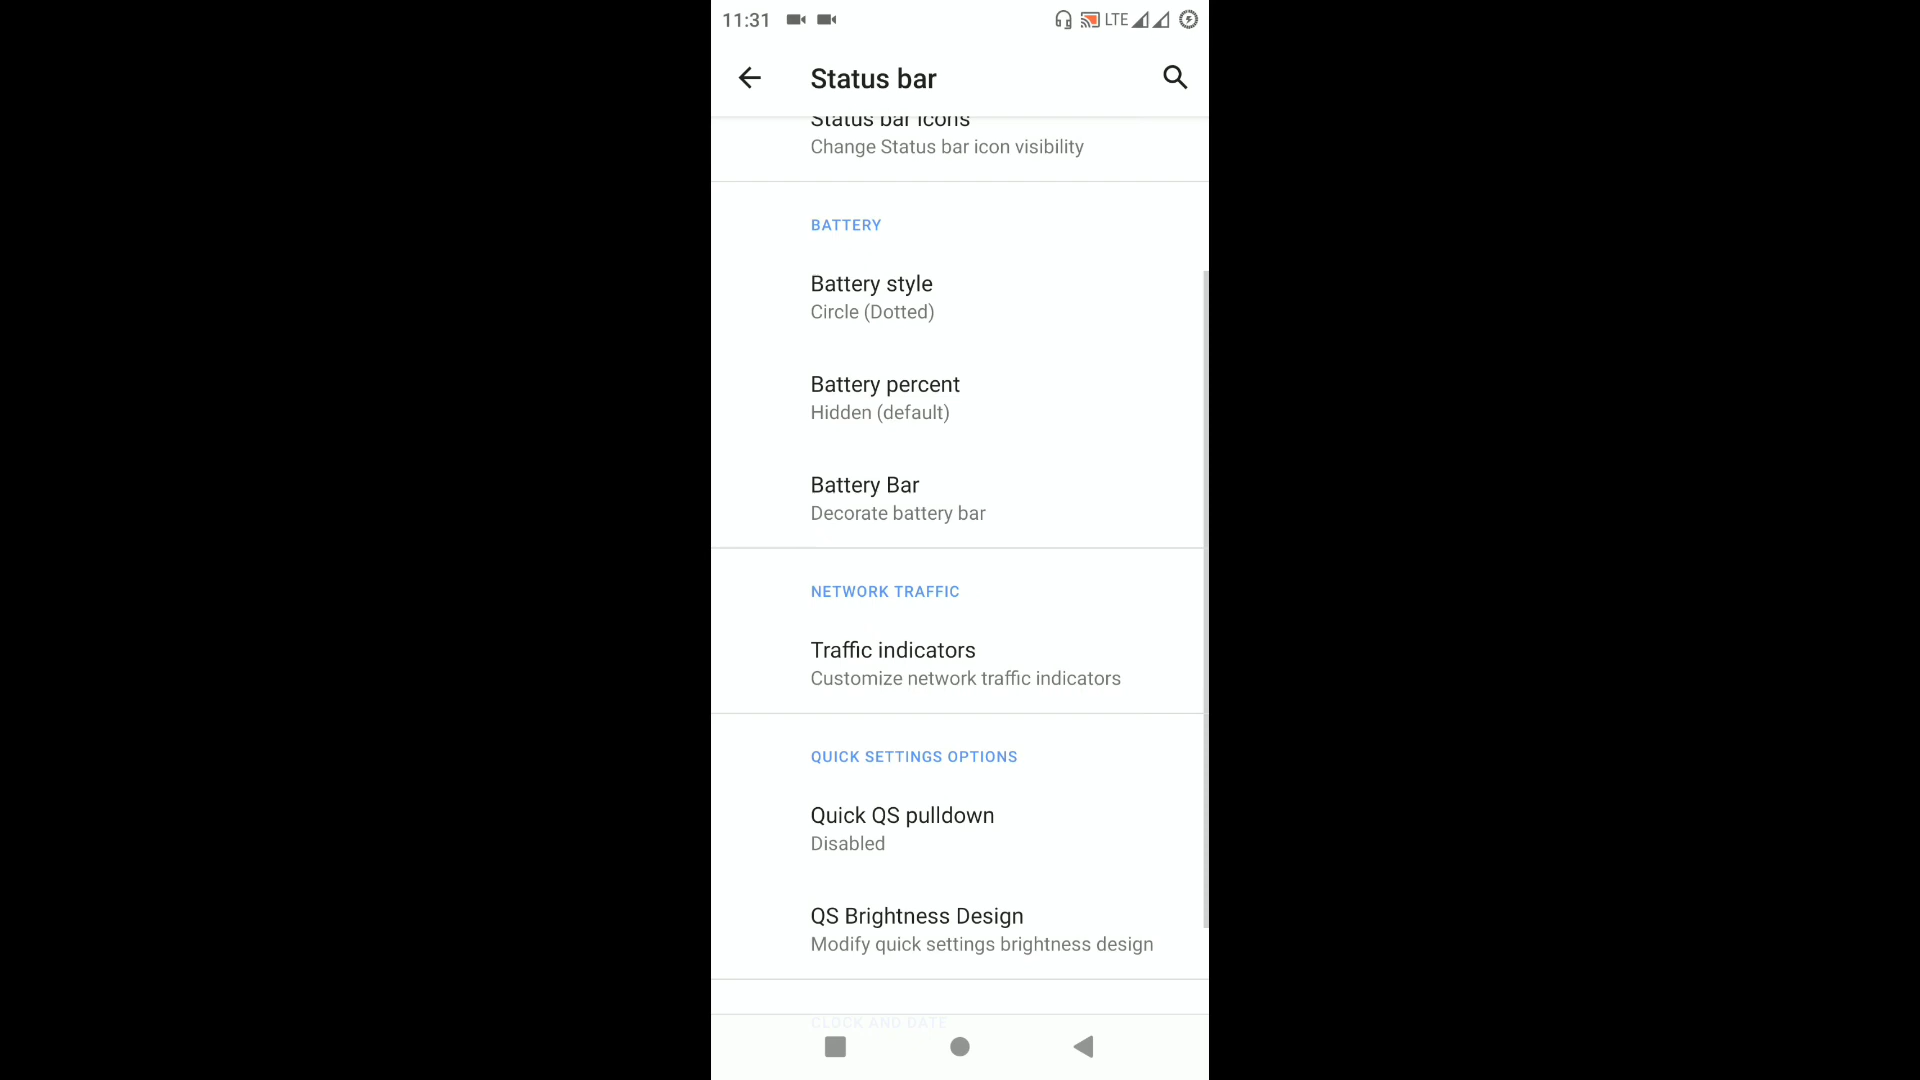 11:31 LTE
Status bar
Status bar icons
Change Status bar icon visibility
BATTERY
Battery style
Circle (Dotted)
Battery percent
Hidden (default)
Battery Bar
Decorate battery bar
NETWORK TRAFFIC
Traffic indicators
Customize network traffic indicators
QUICK SETTINGS OPTIONS
Quick QS pulldown
Disabled
QS Brightness Design
Modify quick settings brightness design
CLOCK AND DATE